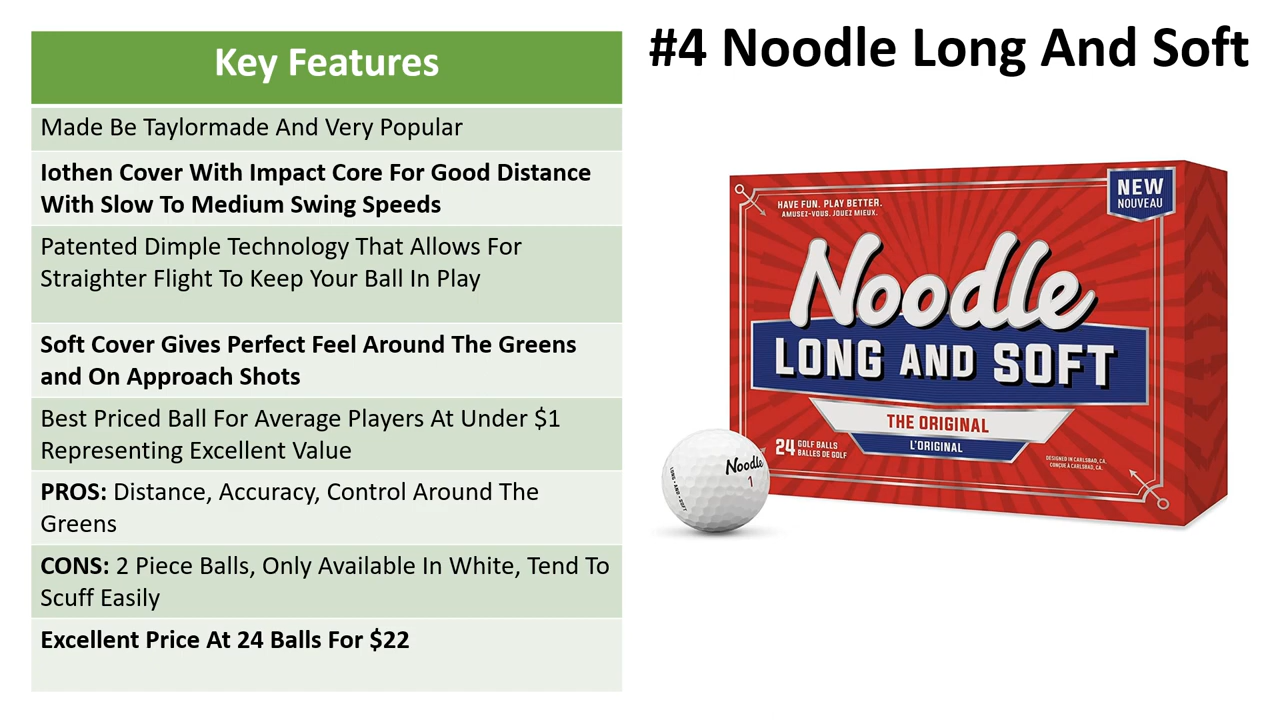 Key Features
Made Be Taylormade And Very Popular
Iothen Cover With Impact Core For Good Distance
With Slow To Medium Swing Speeds
Patented Dimple Technology That Allows For
Straighter Flight To Keep Your Ball In Play
Soft Cover Gives Perfect Feel Around The Greens
and On Approach Shots
Best Priced Ball For Average Players At Under $1
Representing Excellent Value
PROS: Distance, Accuracy, Control Around The
Greens
CONS: 2 Piece Balls, Only Available In White, Tend To
Scuff Easily
Excellent Price At 24 Balls For $22
#4 Noodle Long And Soft
HAVE FUN. PLAY BETTER.
AMUSEZ-VOUS. JOUEZ MIEUX.
NEW
NOUVEAU
Noodle
LONG AND SOFT
THE ORIGINAL
L'ORIGINAL
24 GOLF BALLS
BALLES DE GOLF
DESIGNED IN CARLSBAD, CA.
CONÇUE À CARLSBAD, CA.
Noodle
1
LONG • AND • SOFT